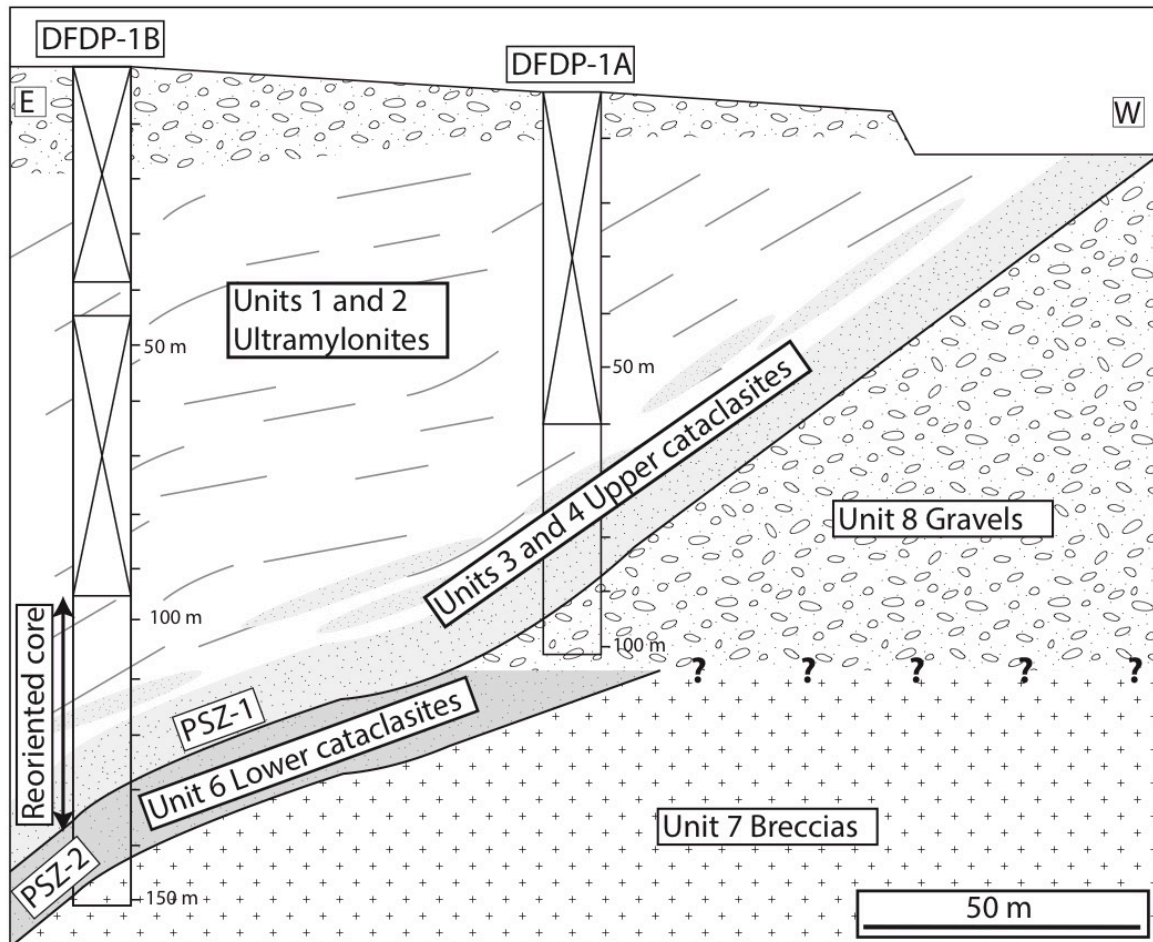 DFDP-1B
DFDP-1A
E
W
Units 1 and 2
Ultramylonites
50 m
50 m
Units 3 and 4 Upper cataclasites
Unit 8 Gravels
Reoriented core
100 m
100 m
? ? ? ? ?
PSZ-1
Unit 6 Lower cataclasites
Unit 7 Breccias
PSZ-2
150 m
50 m